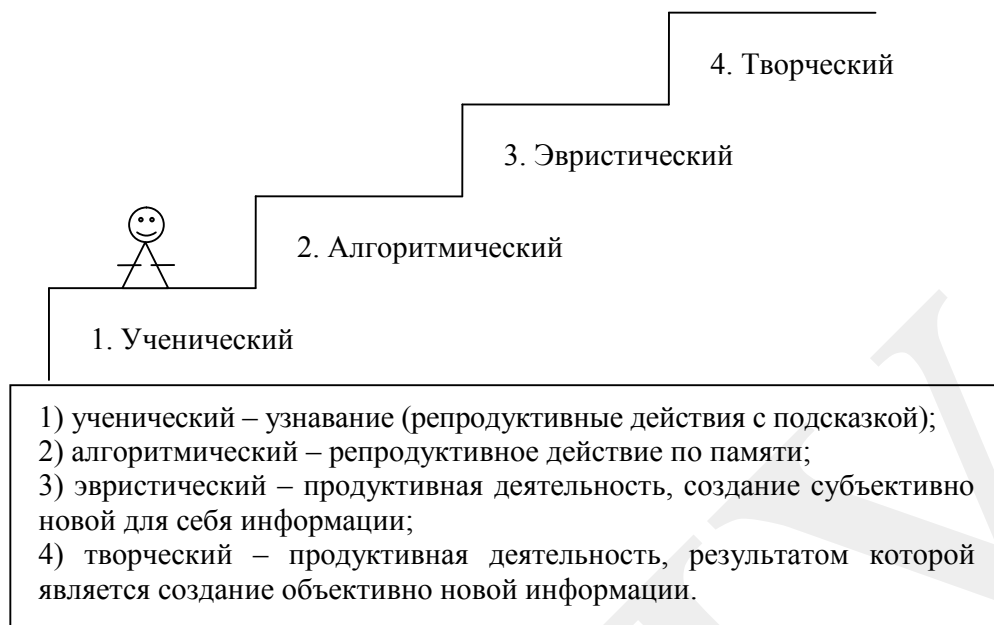 4. Творческий
3. Эвристический
2. Алгоритмический
1. Ученический
1) ученический – узнавание (репродуктивные действия с подсказкой);
2) алгоритмический – репродуктивное действие по памяти;
3) эвристический – продуктивная деятельность, создание субъективно
новой для себя информации;
4) творческий – продуктивная деятельность, результатом которой
является создание объективно новой информации.